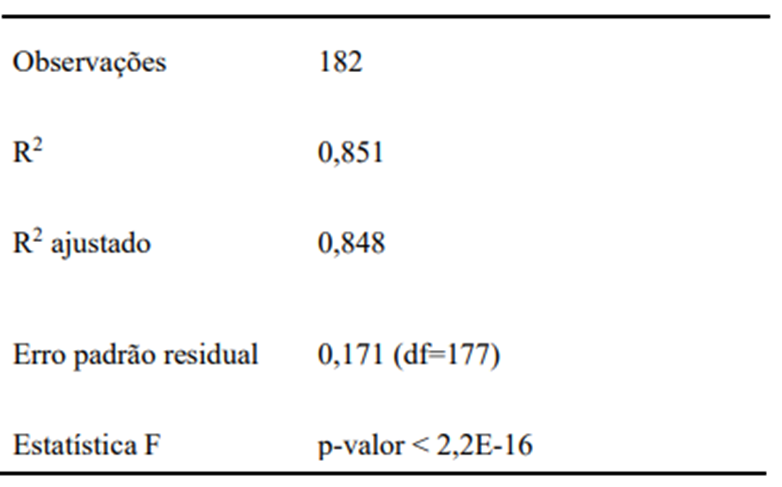 Observações 182
R² 0,851
R² ajustado 0,848
Erro padrão residual 0,171 (df=177)
Estatística F p-valor < 2,2E-16